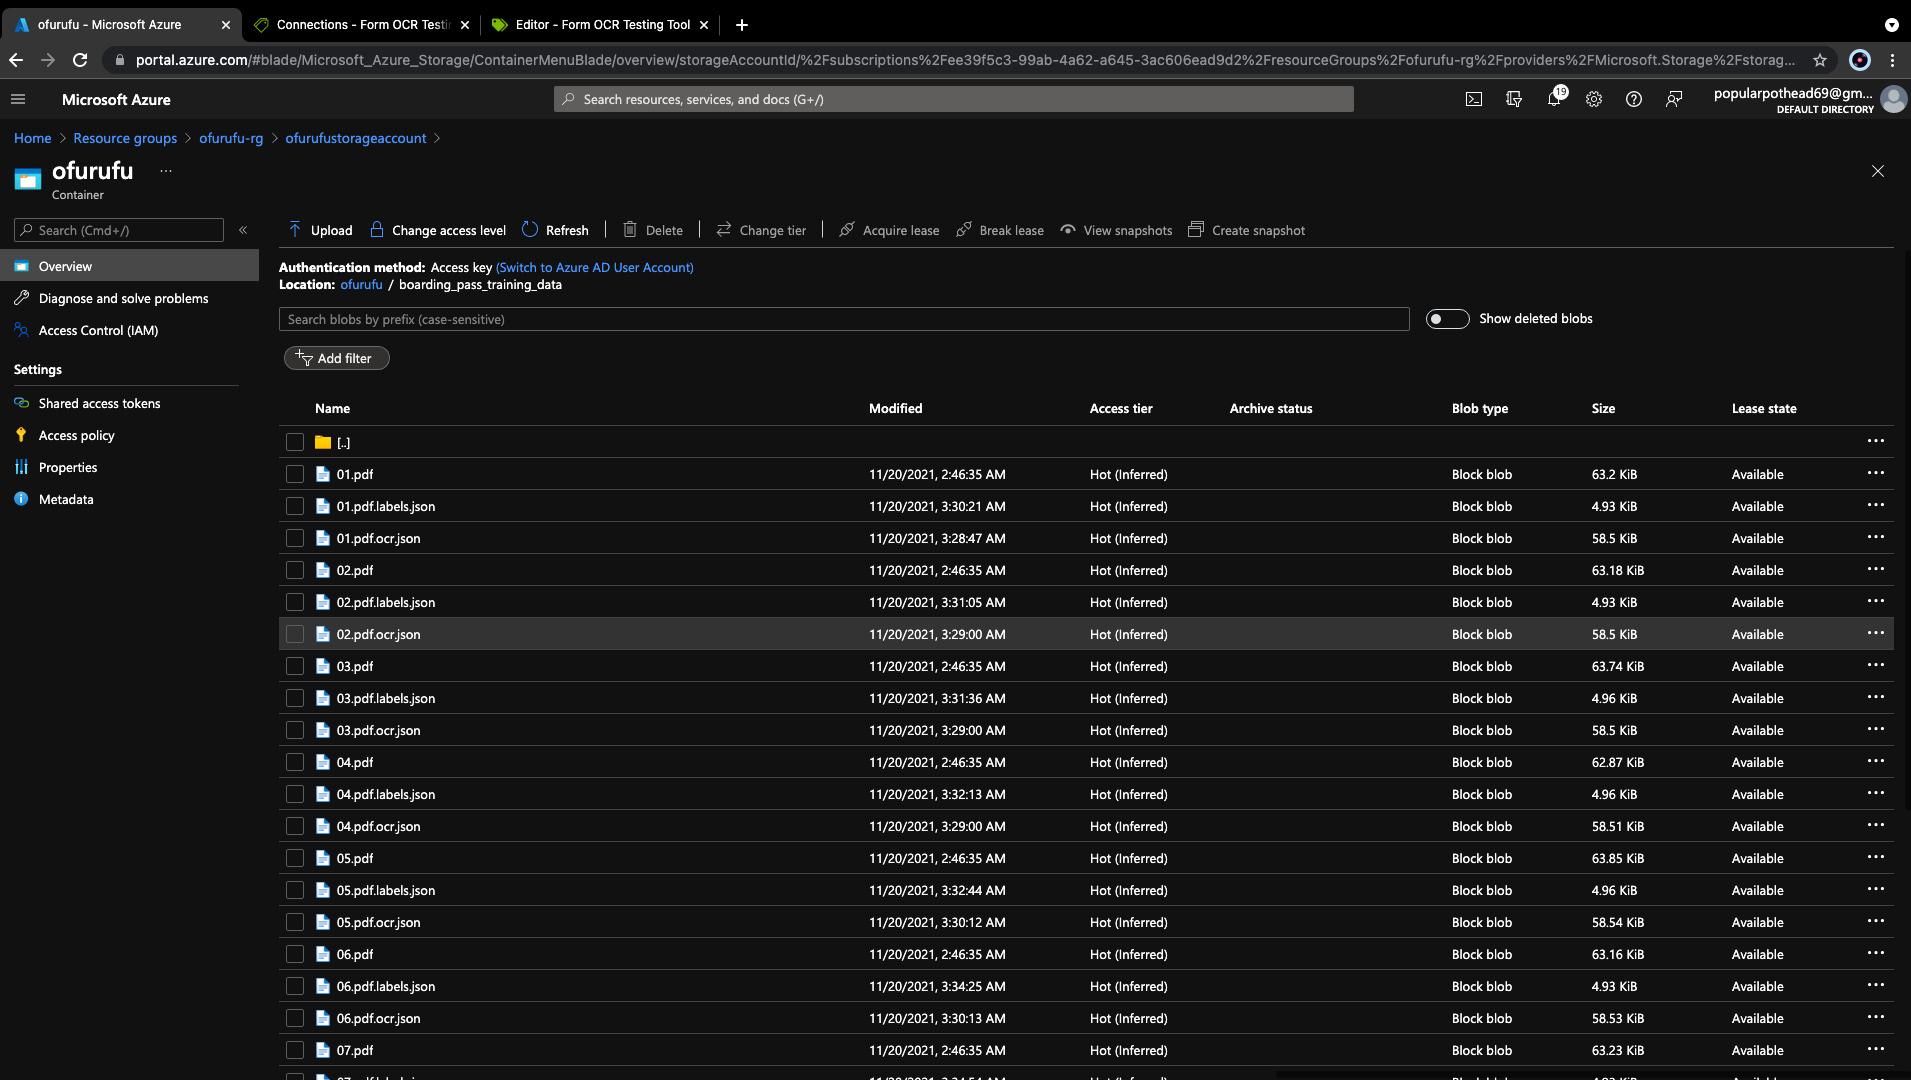 ofurufu - Microsoft Azure
Connections - Form OCR Testin
Editor - Form OCR Testing Tool
portal.azure.com/#blade/Microsoft_Azure_Storage/ContainerMenuBlade/overview/storageAccountId/%2Fsubscriptions%2Fee39f5c3-99ab-4a62-a645-3ac606ead9d2%2FresourceGroups%2Fofurufu-rg%2Fproviders%2FMicrosoft.Storage%2Fstorag...
Microsoft Azure
Search resources, services, and docs (G+/)
19
popularpothead69@gm...
DEFAULT DIRECTORY
Home > Resource groups > ofurufu-rg > ofurufustorageaccount >
ofurufu ...
Container
Search (Cmd+/)
Overview
Diagnose and solve problems
Access Control (IAM)
Settings
Shared access tokens
Access policy
Properties
Metadata
Upload Change access level Refresh Delete Change tier Acquire lease Break lease View snapshots Create snapshot
Authentication method: Access key (Switch to Azure AD User Account)
Location: ofurufu / boarding_pass_training_data
Search blobs by prefix (case-sensitive)
Show deleted blobs
Add filter
Name Modified Access tier Archive status Blob type Size Lease state
[..]
01.pdf 11/20/2021, 2:46:35 AM Hot (Inferred) Block blob 63.2 KiB Available
01.pdf.labels.json 11/20/2021, 3:30:21 AM Hot (Inferred) Block blob 4.93 KiB Available
01.pdf.ocr.json 11/20/2021, 3:28:47 AM Hot (Inferred) Block blob 58.5 KiB Available
02.pdf 11/20/2021, 2:46:35 AM Hot (Inferred) Block blob 63.18 KiB Available
02.pdf.labels.json 11/20/2021, 3:31:05 AM Hot (Inferred) Block blob 4.93 KiB Available
02.pdf.ocr.json 11/20/2021, 3:29:00 AM Hot (Inferred) Block blob 58.5 KiB Available
03.pdf 11/20/2021, 2:46:35 AM Hot (Inferred) Block blob 63.74 KiB Available
03.pdf.labels.json 11/20/2021, 3:31:36 AM Hot (Inferred) Block blob 4.96 KiB Available
03.pdf.ocr.json 11/20/2021, 3:29:00 AM Hot (Inferred) Block blob 58.5 KiB Available
04.pdf 11/20/2021, 2:46:35 AM Hot (Inferred) Block blob 62.87 KiB Available
04.pdf.labels.json 11/20/2021, 3:32:13 AM Hot (Inferred) Block blob 4.96 KiB Available
04.pdf.ocr.json 11/20/2021, 3:29:00 AM Hot (Inferred) Block blob 58.51 KiB Available
05.pdf 11/20/2021, 2:46:35 AM Hot (Inferred) Block blob 63.85 KiB Available
05.pdf.labels.json 11/20/2021, 3:32:44 AM Hot (Inferred) Block blob 4.96 KiB Available
05.pdf.ocr.json 11/20/2021, 3:30:12 AM Hot (Inferred) Block blob 58.54 KiB Available
06.pdf 11/20/2021, 2:46:35 AM Hot (Inferred) Block blob 63.16 KiB Available
06.pdf.labels.json 11/20/2021, 3:34:25 AM Hot (Inferred) Block blob 4.93 KiB Available
06.pdf.ocr.json 11/20/2021, 3:30:13 AM Hot (Inferred) Block blob 58.53 KiB Available
07.pdf 11/20/2021, 2:46:35 AM Hot (Inferred) Block blob 63.23 KiB Available